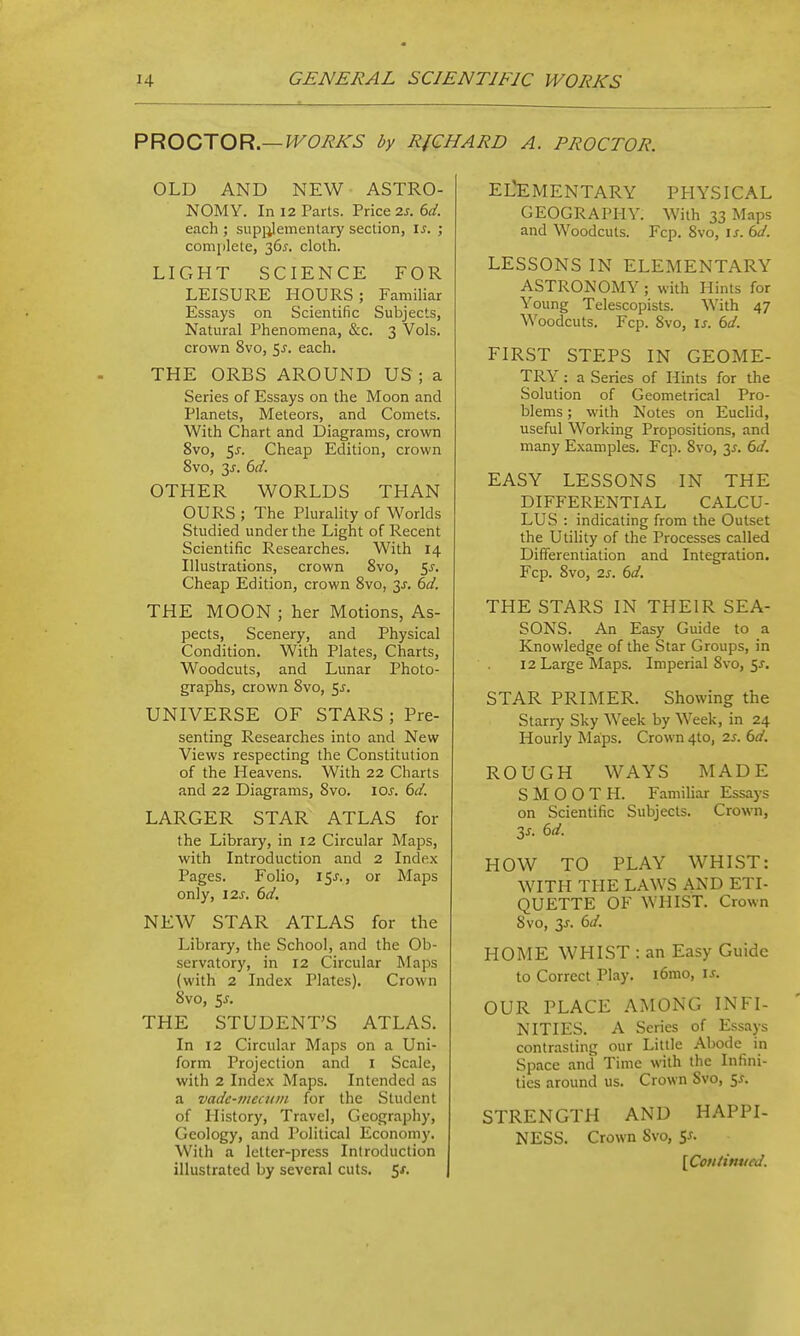 14 GENERAL SCIENTIFIC WORKS
PROCTOR.—WORKS by RICHARD A. PROCTOR.
OLD AND NEW ASTRO-
NOMY. In 12 Parts. Price 2s. 6d.
each ; supplementary section, 1s. ;
complete, 36s. cloth.
LIGHT SCIENCE FOR
LEISURE HOURS ; Familiar
Essays on Scientific Subjects,
Natural Phenomena, &c. 3 Vols.
crown 8vo, 5s. each.
THE ORBS AROUND US ; a
Series of Essays on the Moon and
Planets, Meteors, and Comets.
With Chart and Diagrams, crown
8vo, 5s. Cheap Edition, crown
8vo, 3s. 6d.
OTHER WORLDS THAN
OURS ; The Plurality of Worlds
Studied under the Light of Recent
Scientific Researches. With 14
Illustrations, crown 8vo, 5s.
Cheap Edition, crown 8vo, 3s. 6d.
THE MOON ; her Motions, As-
pects, Scenery, and Physical
Condition. With Plates, Charts,
Woodcuts, and Lunar Photo-
graphs, crown 8vo, 5s.
UNIVERSE OF STARS ; Pre-
senting Researches into and New
Views respecting the Constitution
of the Heavens. With 22 Charts
and 22 Diagrams, 8vo. 10s. 6d.
LARGER STAR ATLAS for
the Library, in 12 Circular Maps,
with Introduction and 2 Index
Pages. Folio, 15s., or Maps
only, 12s. 6d.
NEW STAR ATLAS for the
Library, the School, and the Ob-
servatory, in 12 Circular Maps
(with 2 Index Plates). Crown
8vo, 5s.
THE STUDENT'S ATLAS.
In 12 Circular Maps on a Uni-
form Projection and 1 Scale,
with 2 Index Maps. Intended as
a vade-mecum for the Student
of History, Travel, Geography,
Geology, and Political Economy.
With a letter-press Introduction
illustrated by several cuts. 5s.
ELEMENTARY PHYSICAL
GEOGRAPHY. With 33 Maps
and Woodcuts. Fcp. 8vo, 1s. 6d.
LESSONS IN ELEMENTARY
ASTRONOMY ; with Hints for
Young Telescopists. With 47
Woodcuts. Fcp. 8vo, 1s. 6d.
FIRST STEPS IN GEOME-
TRY : a Series of Hints for the
Solution of Geometrical Pro-
blems ; with Notes on Euclid,
useful Working Propositions, and
many Examples. Fcp. 8vo, 3s. 6d.
EASY LESSONS IN THE
DIFFERENTIAL CALCU-
LUS : indicating from the Outset
the Utility of the Processes called
Differentiation and Integration.
Fcp. 8vo, 2s. 6d.
THE STARS IN THEIR SEA-
SONS. An Easy Guide to a
Knowledge of the Star Groups, in
12 Large Maps. Imperial 8vo, 5s.
STAR PRIMER. Showing the
Starry Sky Week by Week, in 24
Hourly Maps. Crown 4to, 2s. 6d.
ROUGH WAYS MADE
SMOOTH. Familiar Essays
on Scientific Subjects. Crown,
3s. 6d.
HOW TO PLAY WHIST:
WITH THE LAWS AND ETI-
QUETTE OF WHIST. Crown
8vo, 3s. 6d.
HOME WHIST : an Easy Guide
to Correct Play. 16mo, 1s.
OUR PLACE AMONG INFI-
NITIES. A Series of Essays
contrasting our Little Abode in
Space and Time with the Infini-
ties around us. Crown 8vo, 5s.
STRENGTH AND HAPPI-
NESS. Crown 8vo, 5s.
[Continued.